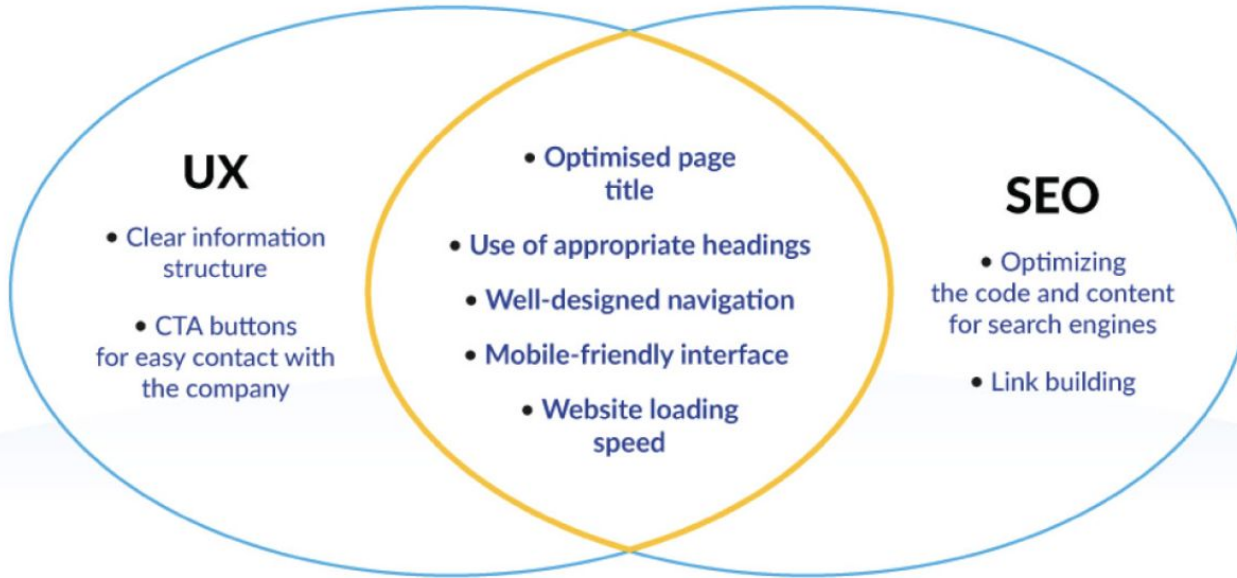 UX
• Clear information
structure
• CTA buttons
for easy contact with
the company
• Optimised page
title
• Use of appropriate headings
• Well-designed navigation
• Mobile-friendly interface
• Website loading
speed
SEO
• Optimizing
the code and content
for search engines
• Link building